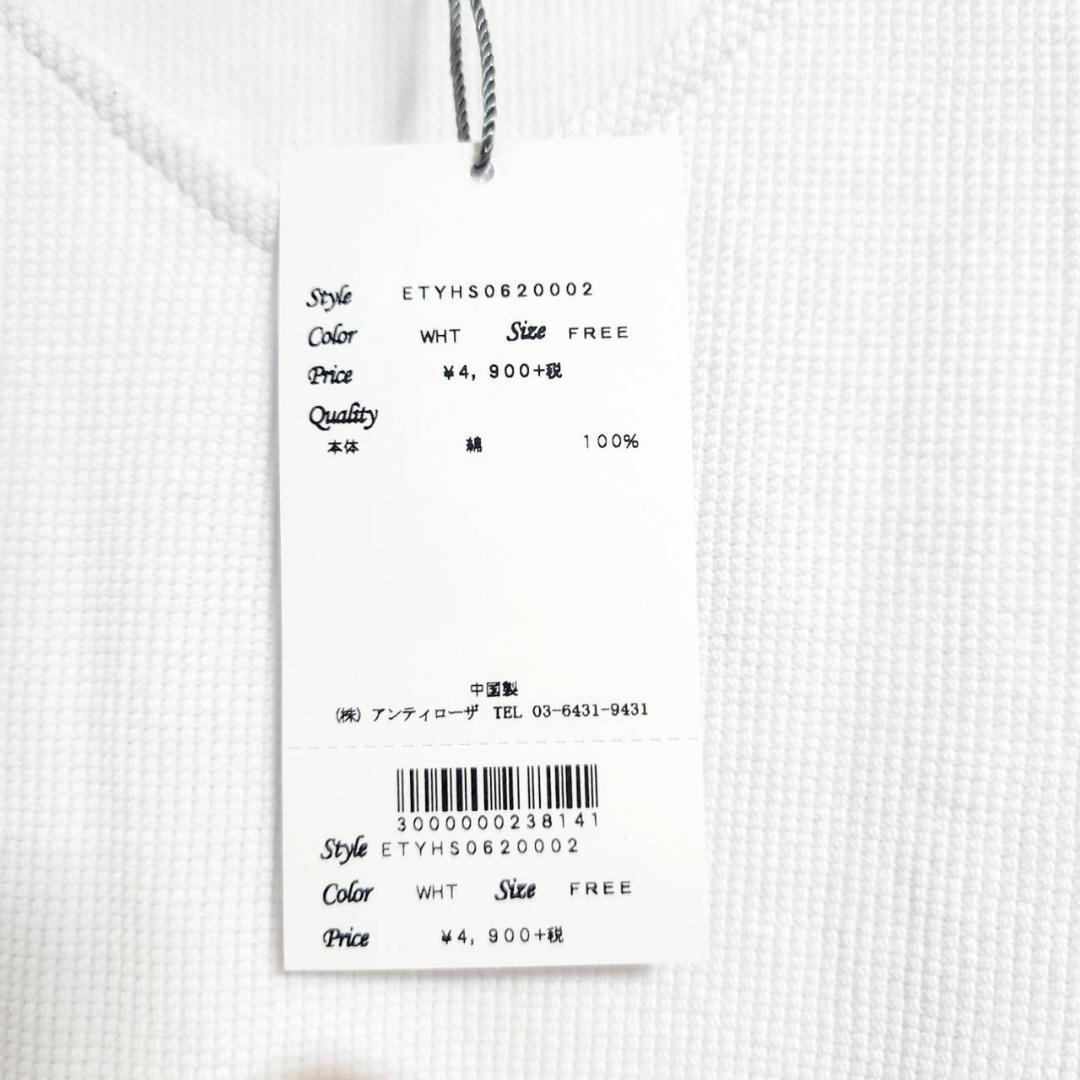 Style ETYHS0620002
Color WHT Size FREE
Price ¥4,900+税
Quality
本体 綿 100%
中国製
(株) アンティローザ TEL 03-6431-9431
3000000238141
Style ETYHS0620002
Color WHT Size FREE
Price ¥4,900+税